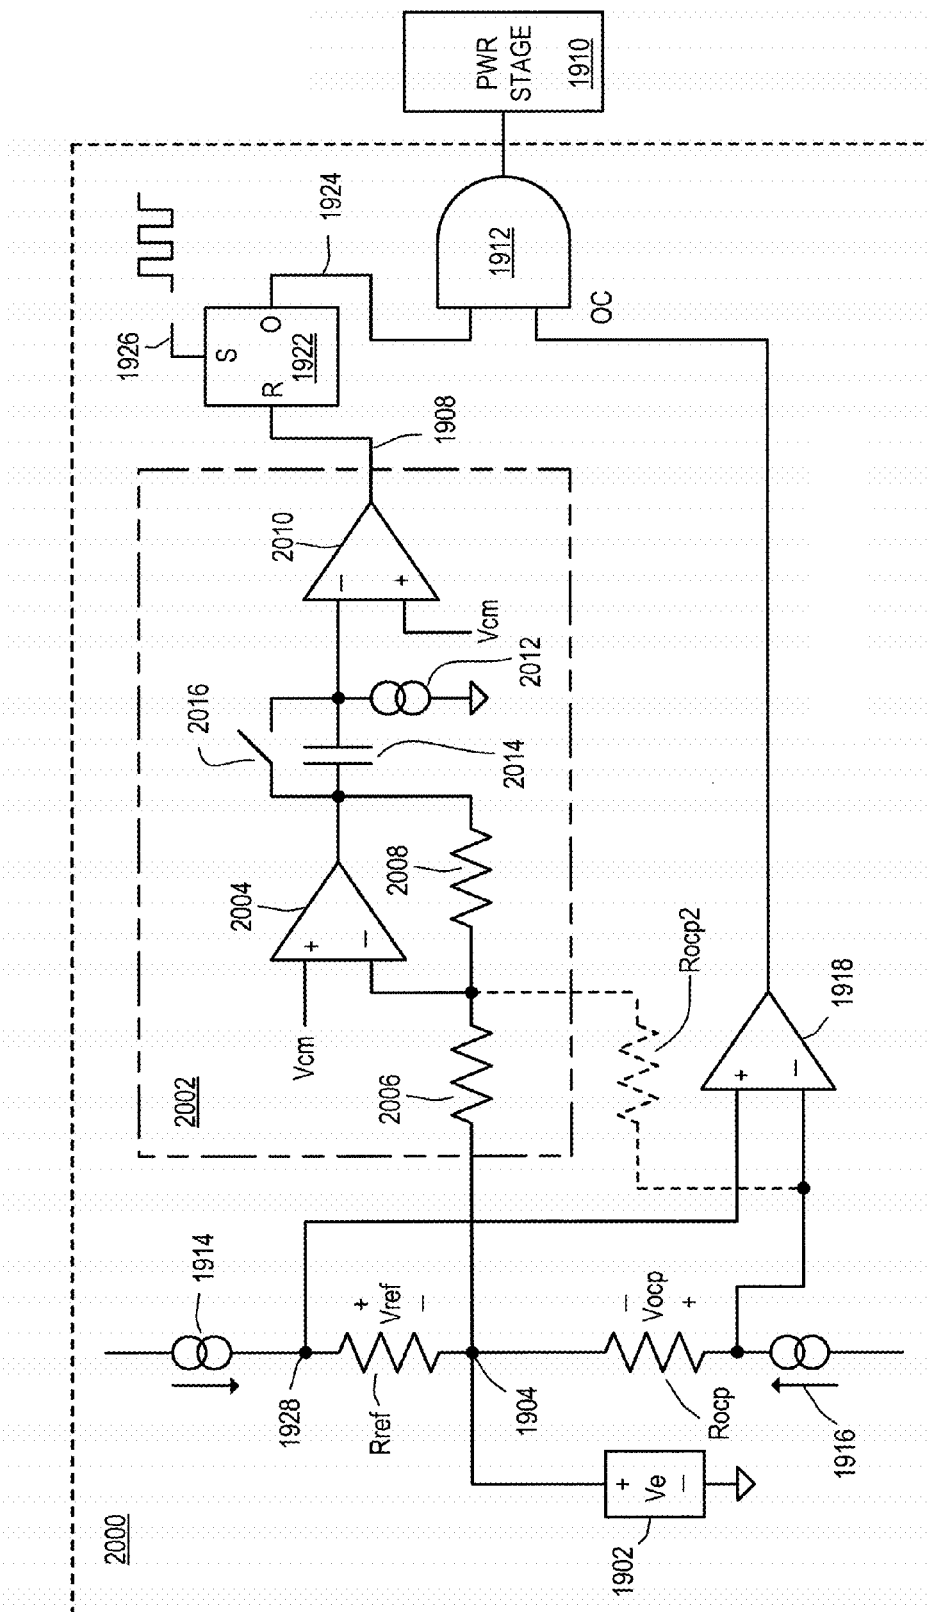 PWR
STAGE
1910
1924
1912
OC
1926
S
O
R
1922
1908
2010
−
+
Vcm
2012
2016
2014
2004
+
−
2008
Vcm
2006
2002
Rocp2
1918
+
−
1914
+
Vref
−
−
Vocp
+
1928
Rref
1904
Rocp
1916
+
Ve
−
1902
2000